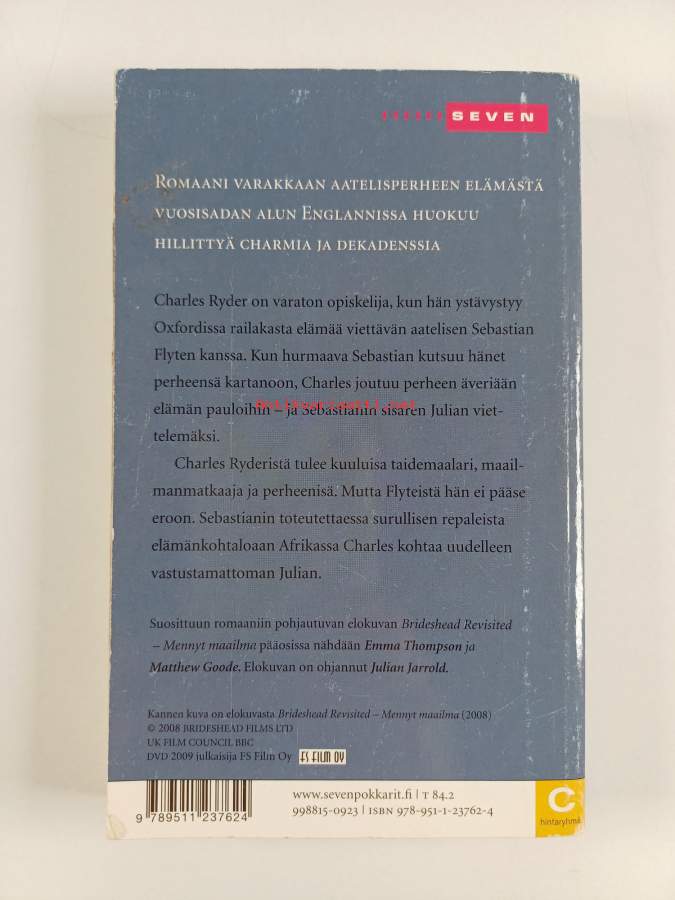 SEVEN
Romaani varakkaan aatelisperheen elämästä
vuosisadan alun Englannissa huokuu
hillittyä charmia ja dekadenssia
Charles Ryder on varaton opiskelija, kun hän ystävystyy
Oxfordissa railakasta elämää viettävän aatelisen Sebastian
Flyten kanssa. Kun hurmaava Sebastian kutsuu hänet
perheensä kartanoon, Charles joutuu perheen äveriään
elämän pauloihin – ja Sebastianin sisaren Julian viet-
telemäksi.
Charles Ryderistä tulee kuuluisa taidemaalari, maail-
manmatkaaja ja perheenisä. Mutta Flyteistä hän ei pääse
eroon. Sebastianin toteutettaessa surullisen repaleista
elämänkohtaloaan Afrikassa Charles kohtaa uudelleen
vastustamattoman Julian.
Suosittuun romaaniin pohjautuvan elokuvan Brideshead Revisited
– Mennyt maailma pääosissa nähdään Emma Thompson ja
Matthew Goode. Elokuvan on ohjannut Julian Jarrold.
Kannen kuva on elokuvasta Brideshead Revisited – Mennyt maailma (2008)
© 2008 BRIDESHEAD FILMS LTD
UK FILM COUNCIL BBC
DVD 2009 julkaisija FS Film Oy FS FILM OY
www.sevenpokkarit.fi | T 84.2
998815-0923 | ISBN 978-951-1-23762-4
9 789511 237624
C
hintaryhmä